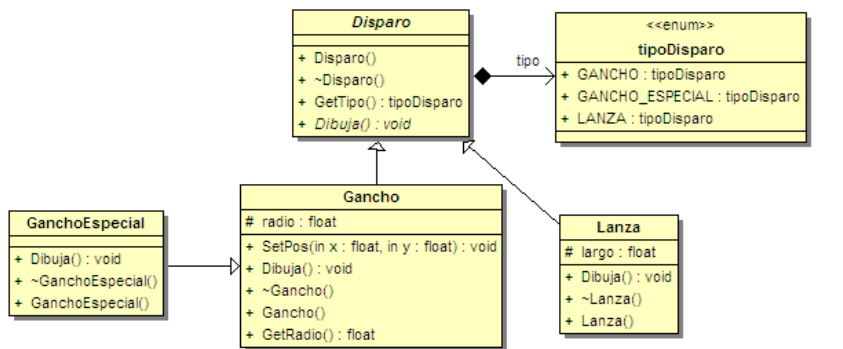 Disparo
+ Disparo()
+ ~Disparo()
+ GetTipo() : tipoDisparo
+ Dibuja() : void
tipo
<<enum>>
tipoDisparo
+ GANCHO : tipoDisparo
+ GANCHO_ESPECIAL : tipoDisparo
+ LANZA : tipoDisparo
GanchoEspecial
+ Dibuja() : void
+ ~GanchoEspecial()
+ GanchoEspecial()
Gancho
# radio : float
+ SetPos(in x : float, in y : float) : void
+ Dibuja() : void
+ ~Gancho()
+ Gancho()
+ GetRadio() : float
Lanza
# largo : float
+ Dibuja() : void
+ ~Lanza()
+ Lanza()